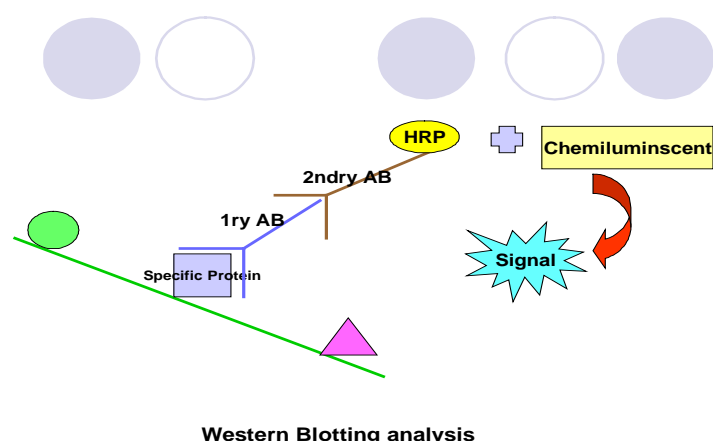 HRP
Chemiluminscent
2ndry AB
1ry AB
Signal
Specific Protein
Western Blotting analysis